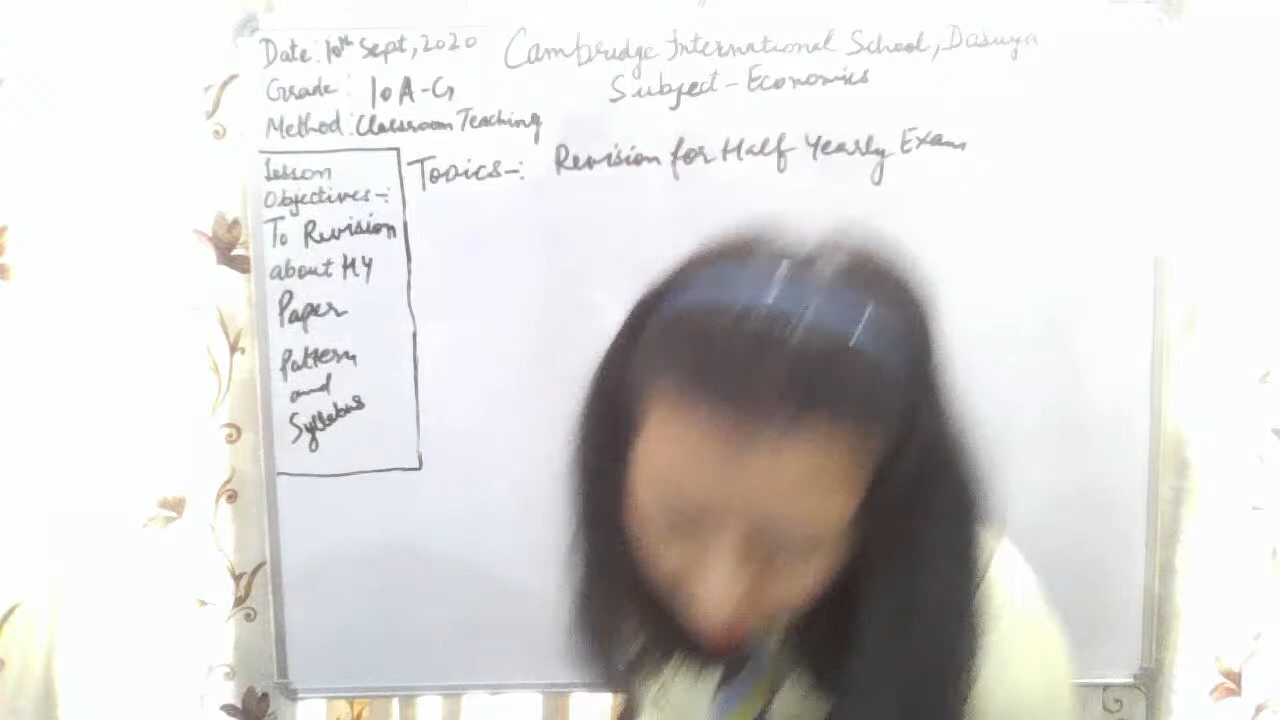 Date: 10th Sept, 2020
Cambridge International School, Dasuya
Grade: 10 A-G
Subject - Economics
Method: Classroom Teaching
Topics-: Revision for Half Yearly Exam
Lesson
Objectives-:
To Revision
about HY
Paper
Pattern
and
Syllabus